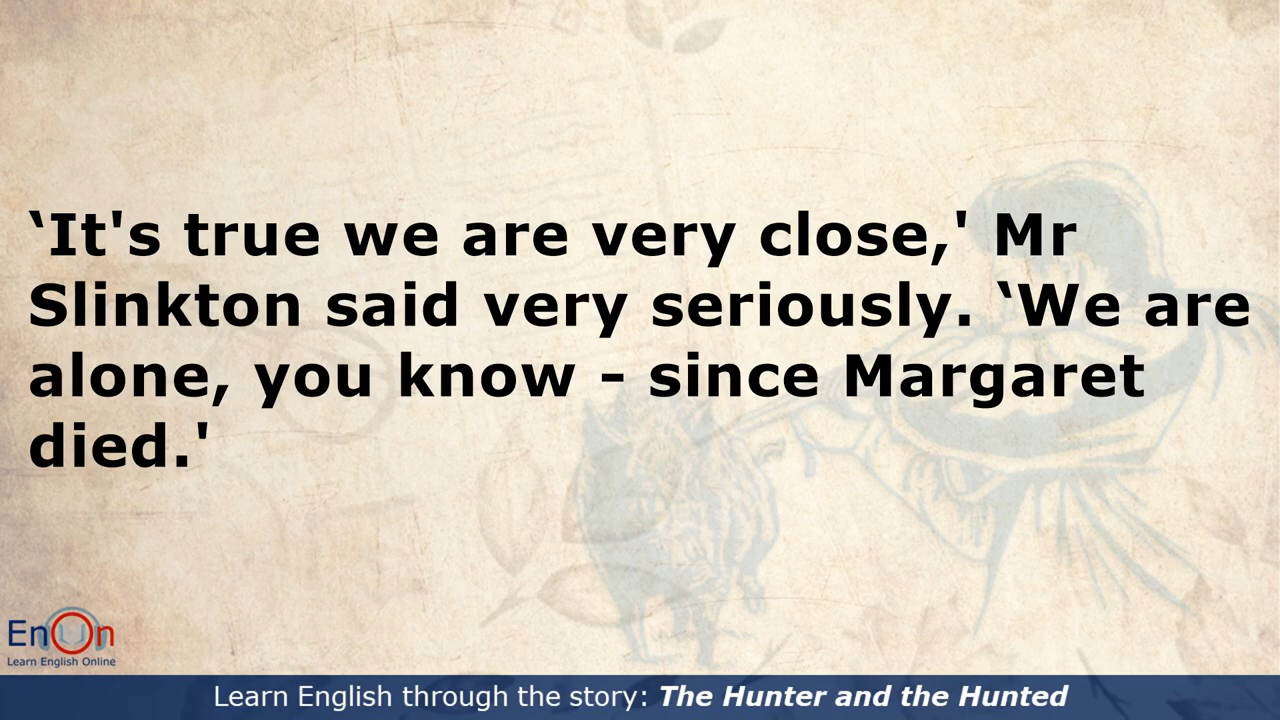 ‘It's true we are very close,' Mr
Slinkton said very seriously. ‘We are
alone, you know - since Margaret
died.'
EnOn
Learn English Online
Learn English through the story: The Hunter and the Hunted